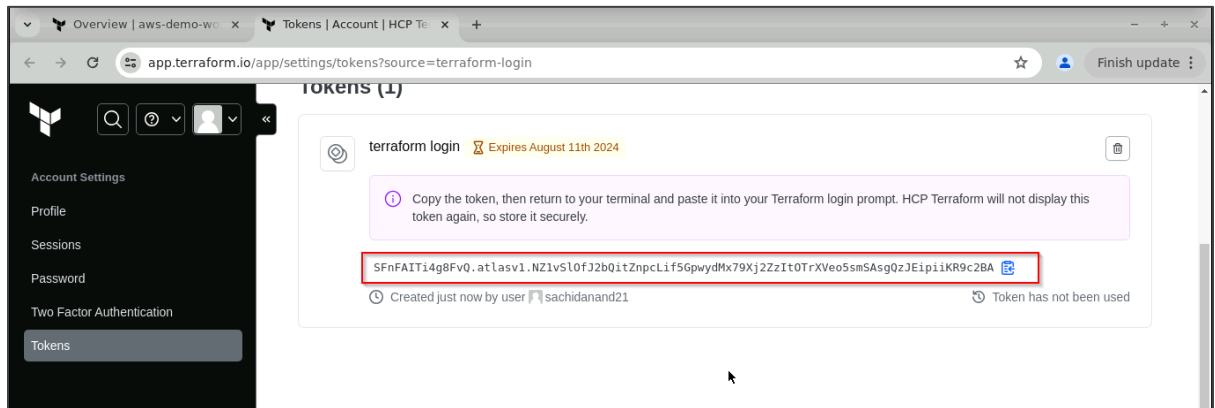 Overview | aws-demo-wo
Tokens | Account | HCP Te
app.terraform.io/app/settings/tokens?source=terraform-login
Finish update
Tokens (1)
Account Settings
Profile
Sessions
Password
Two Factor Authentication
Tokens
terraform login
Expires August 11th 2024
Copy the token, then return to your terminal and paste it into your Terraform login prompt. HCP Terraform will not display this
token again, so store it securely.
SFnFAITi4g8FvQ.atlasv1.NZ1vSlOfJ2bQitZnpcLif5GpwydMx79Xj2ZzItOTrXVeo5smSAsgQzJEipiiKR9c2BA
Created just now by user sachidanand21
Token has not been used